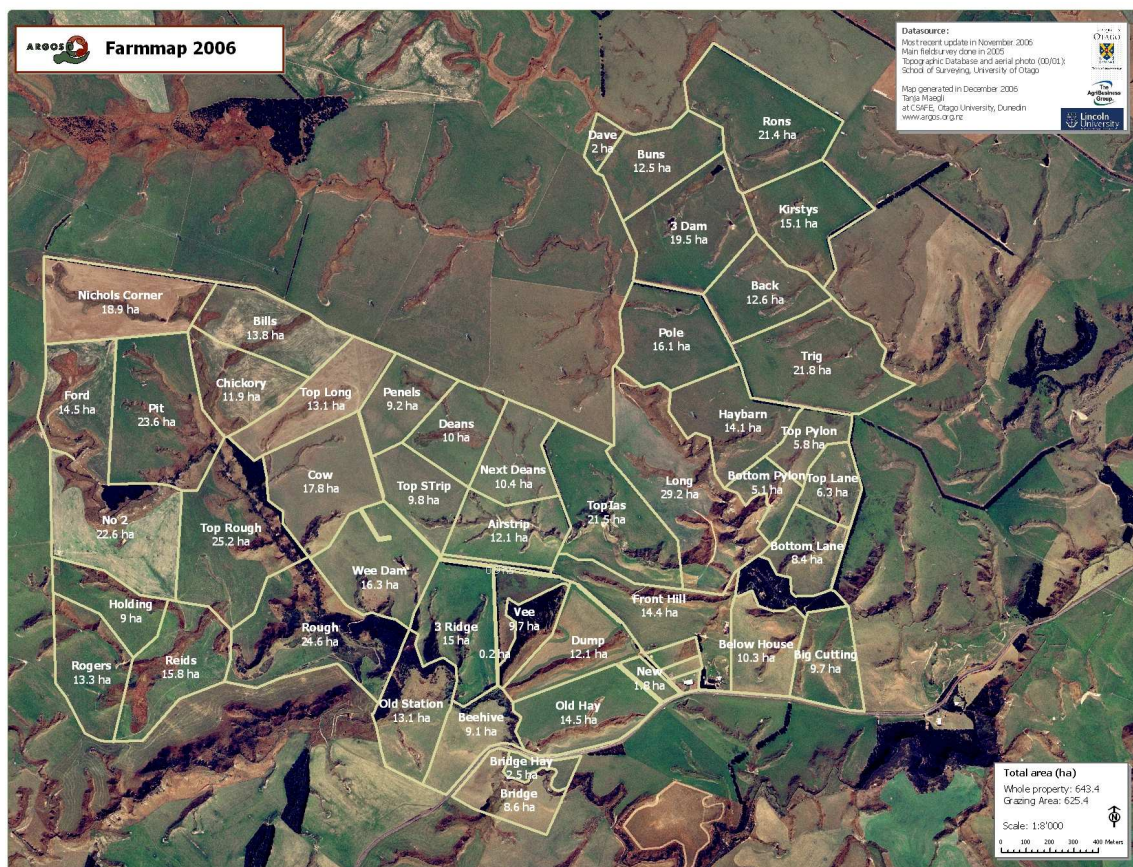 ARGOS
Farmmap 2006
Datasource:
Most recent update in November 2006
Main fieldsurvey done in 2005
Topographic Database and aerial photo (00/01):
School of Surveying, University of Otago
Map generated in December 2006
Tanja Maegli
at CSAFE, Otago University, Dunedin
www.argos.org.nz
OTAGO
The
AgriBusiness
Group
Lincoln
University
Rons
21.4 ha
Dave
2 ha
Buns
12.5 ha
Kirstys
15.1 ha
3 Dam
19.5 ha
Back
12.6 ha
Nichols Corner
18.9 ha
Bills
13.8 ha
Pole
16.1 ha
Trig
21.8 ha
Chickory
11.9 ha
Top Long
13.1 ha
Penels
9.2 ha
Ford
14.5 ha
Pit
23.6 ha
Deans
10 ha
Haybarn
14.1 ha
Top Pylon
5.8 ha
Cow
17.8 ha
Top STrip
9.8 ha
Next Deans
10.4 ha
Long
29.2 ha
Bottom Pylon
5.1 ha
Top Lane
6.3 ha
No 2
22.6 ha
Top Rough
25.2 ha
Airstrip
12.1 ha
TopIas
21.5 ha
Bottom Lane
8.4 ha
Wee Dam
16.3 ha
Holding
9 ha
Rough
24.6 ha
3 Ridge
15 ha
Vee
9.7 ha
0.2 ha
Front Hill
14.4 ha
Dump
12.1 ha
Below House
10.3 ha
Big Cutting
9.7 ha
Rogers
13.3 ha
Reids
15.8 ha
New
1.8 ha
Old Station
13.1 ha
Beehive
9.1 ha
Old Hay
14.5 ha
Bridge Hay
2.5 ha
Bridge
8.6 ha
Total area (ha)
Whole property: 643.4
Grazing Area: 625.4
Scale: 1:8'000
N
0 100 200 300 400 Meters